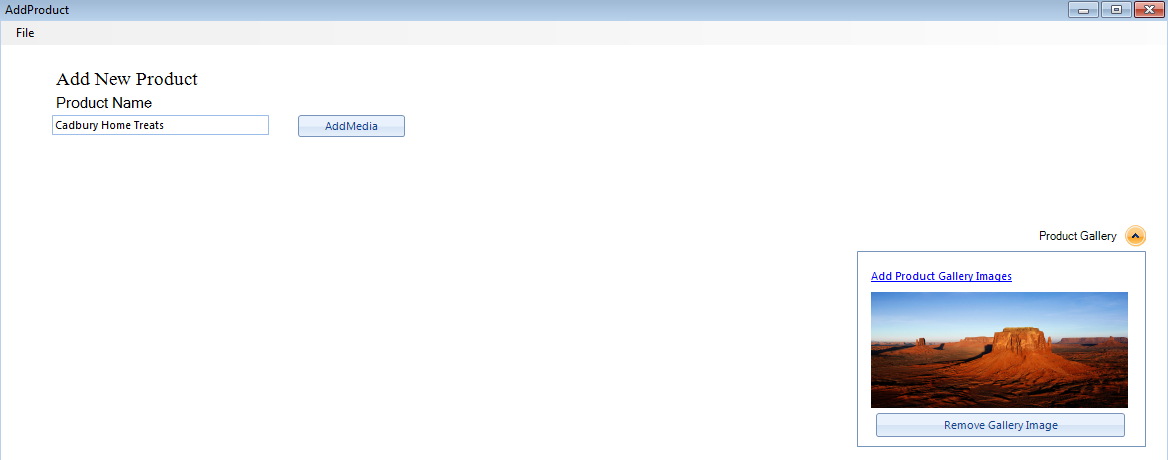 AddProduct
File
Add New Product
Product Name
Cadbury Home Treats
AddMedia
Product Gallery
Add Product Gallery Images
Remove Gallery Image